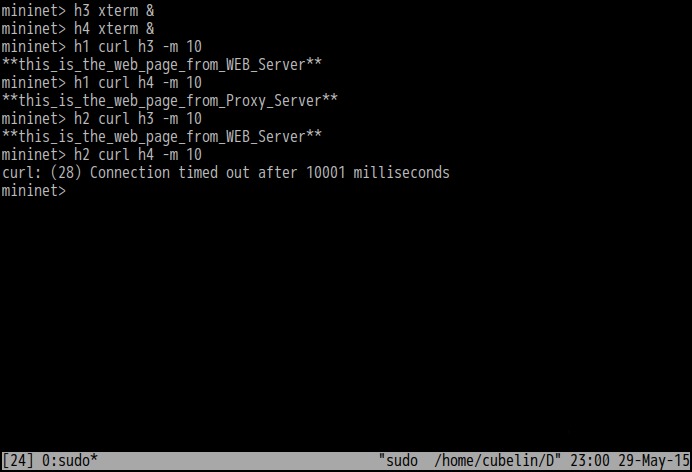 mininet> h3 xterm &
mininet> h4 xterm &
mininet> h1 curl h3 -m 10
**this_is_the_web_page_from_WEB_Server**
mininet> h1 curl h4 -m 10
**this_is_the_web_page_from_Proxy_Server**
mininet> h2 curl h3 -m 10
**this_is_the_web_page_from_WEB_Server**
mininet> h2 curl h4 -m 10
curl: (28) Connection timed out after 10001 milliseconds
mininet>
[24] 0:sudo* "sudo  /home/cubelin/D" 23:00 29-May-15